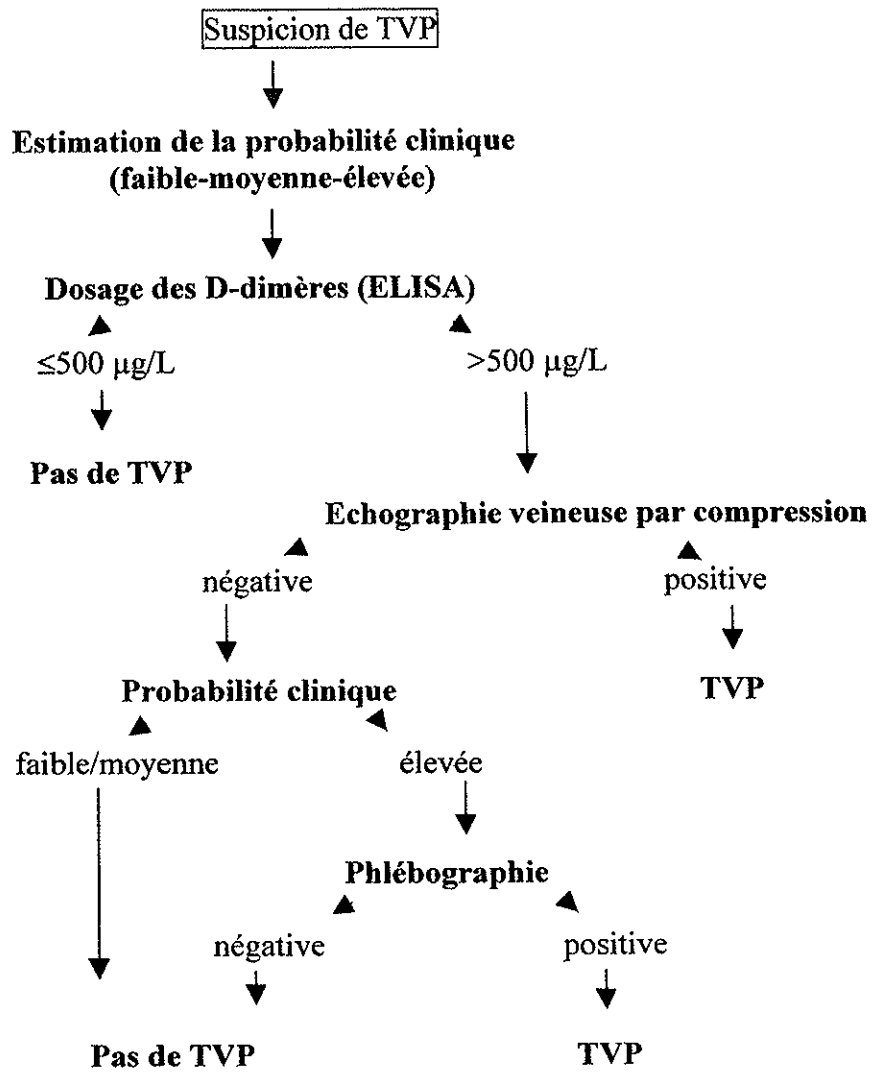 Suspicion de TVP
Estimation de la probabilité clinique
(faible-moyenne-élevée)
Dosage des D-dimères (ELISA)
≤500 µg/L
>500 µg/L
Pas de TVP
Echographie veineuse par compression
négative
positive
Probabilité clinique
TVP
faible/moyenne
élevée
Phlébographie
négative
positive
Pas de TVP
TVP